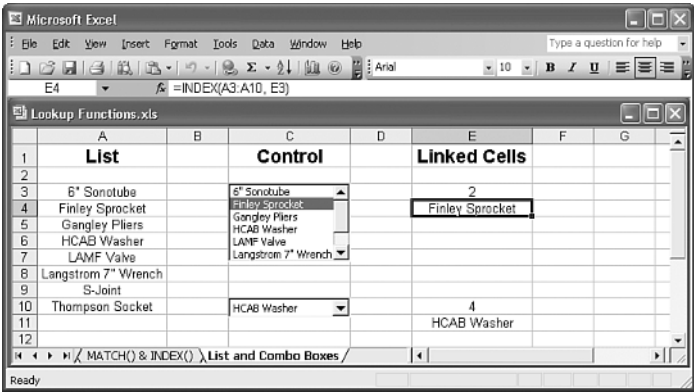 Microsoft Excel
File Edit View Insert Format Tools Data Window Help Type a question for help
Arial 10 B I U
E4 fx =INDEX(A3:A10, E3)
Lookup Functions.xls
A B C D E F G
1 List Control Linked Cells
2
3 6" Sonotube 6" Sonotube 2
4 Finley Sprocket Finley Sprocket Finley Sprocket
5 Gangley Pliers Gangley Pliers
6 HCAB Washer HCAB Washer
7 LAMF Valve LAMF Valve
8 Langstrom 7" Wrench Langstrom 7" Wrench
9 S-Joint
10 Thompson Socket HCAB Washer 4
11 HCAB Washer
12
MATCH() & INDEX() List and Combo Boxes
Ready